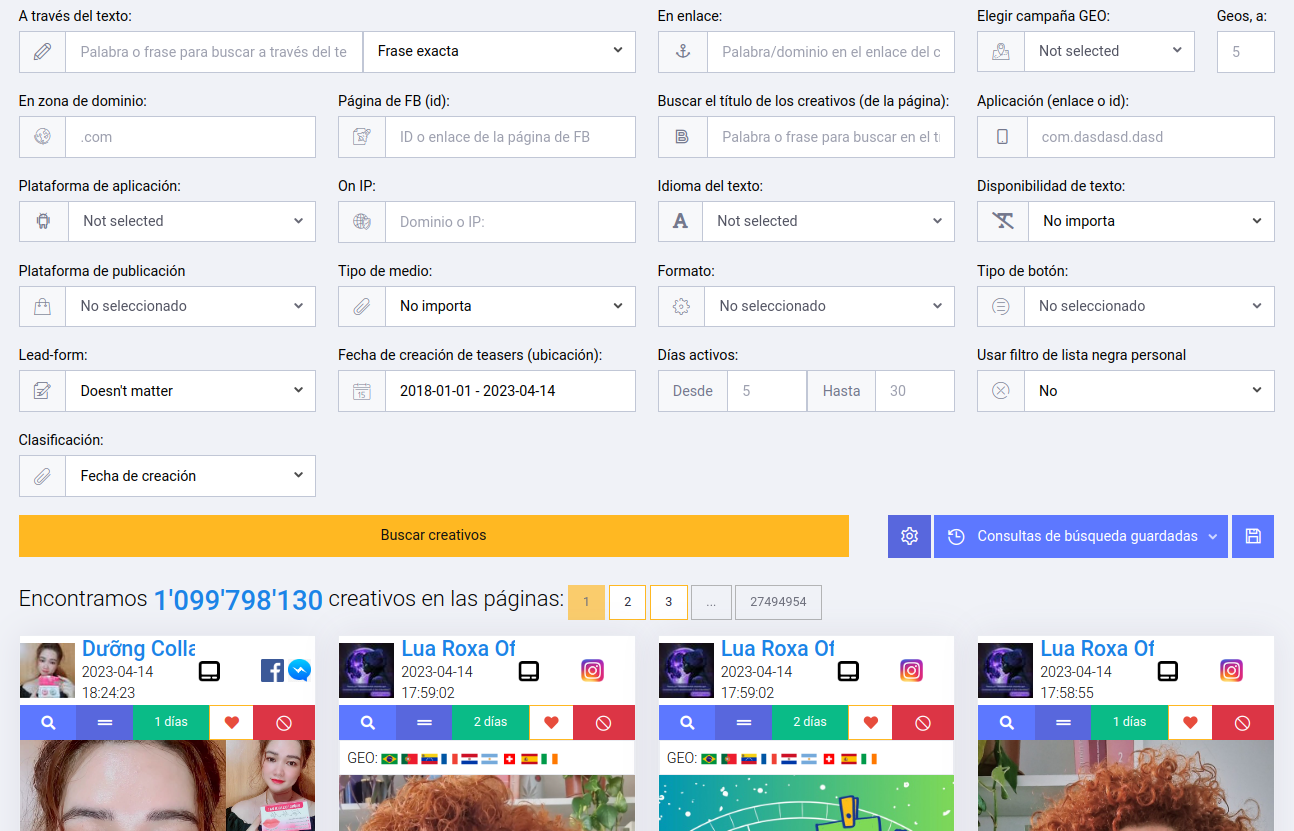 A través del texto:
En enlace:
Elegir campaña GEO:
Geos, a:
Palabra o frase para buscar a través del te
Frase exacta
Palabra/dominio en el enlace del c
Not selected
5
En zona de dominio:
Página de FB (id):
Buscar el título de los creativos (de la página):
Aplicación (enlace o id):
.com
ID o enlace de la página de FB
Palabra o frase para buscar en el tí
com.dasdasd.dasd
Plataforma de aplicación:
On IP:
Idioma del texto:
Disponibilidad de texto:
Not selected
Dominio o IP:
Not selected
No importa
Plataforma de publicación
Tipo de medio:
Formato:
Tipo de botón:
No seleccionado
No importa
No seleccionado
No seleccionado
Lead-form:
Fecha de creación de teasers (ubicación):
Días activos:
Usar filtro de lista negra personal
Doesn't matter
2018-01-01 - 2023-04-14
Desde
5
Hasta
30
No
Clasificación:
Fecha de creación
Buscar creativos
Consultas de búsqueda guardadas
Encontramos 1'099'798'130 creativos en las páginas:
1
2
3
...
27494954
Dưỡng Colla
2023-04-14
18:24:23
Lua Roxa Of
2023-04-14
17:59:02
Lua Roxa Of
2023-04-14
17:59:02
Lua Roxa Of
2023-04-14
17:58:55
1 días
2 días
2 días
1 días
GEO:
GEO: